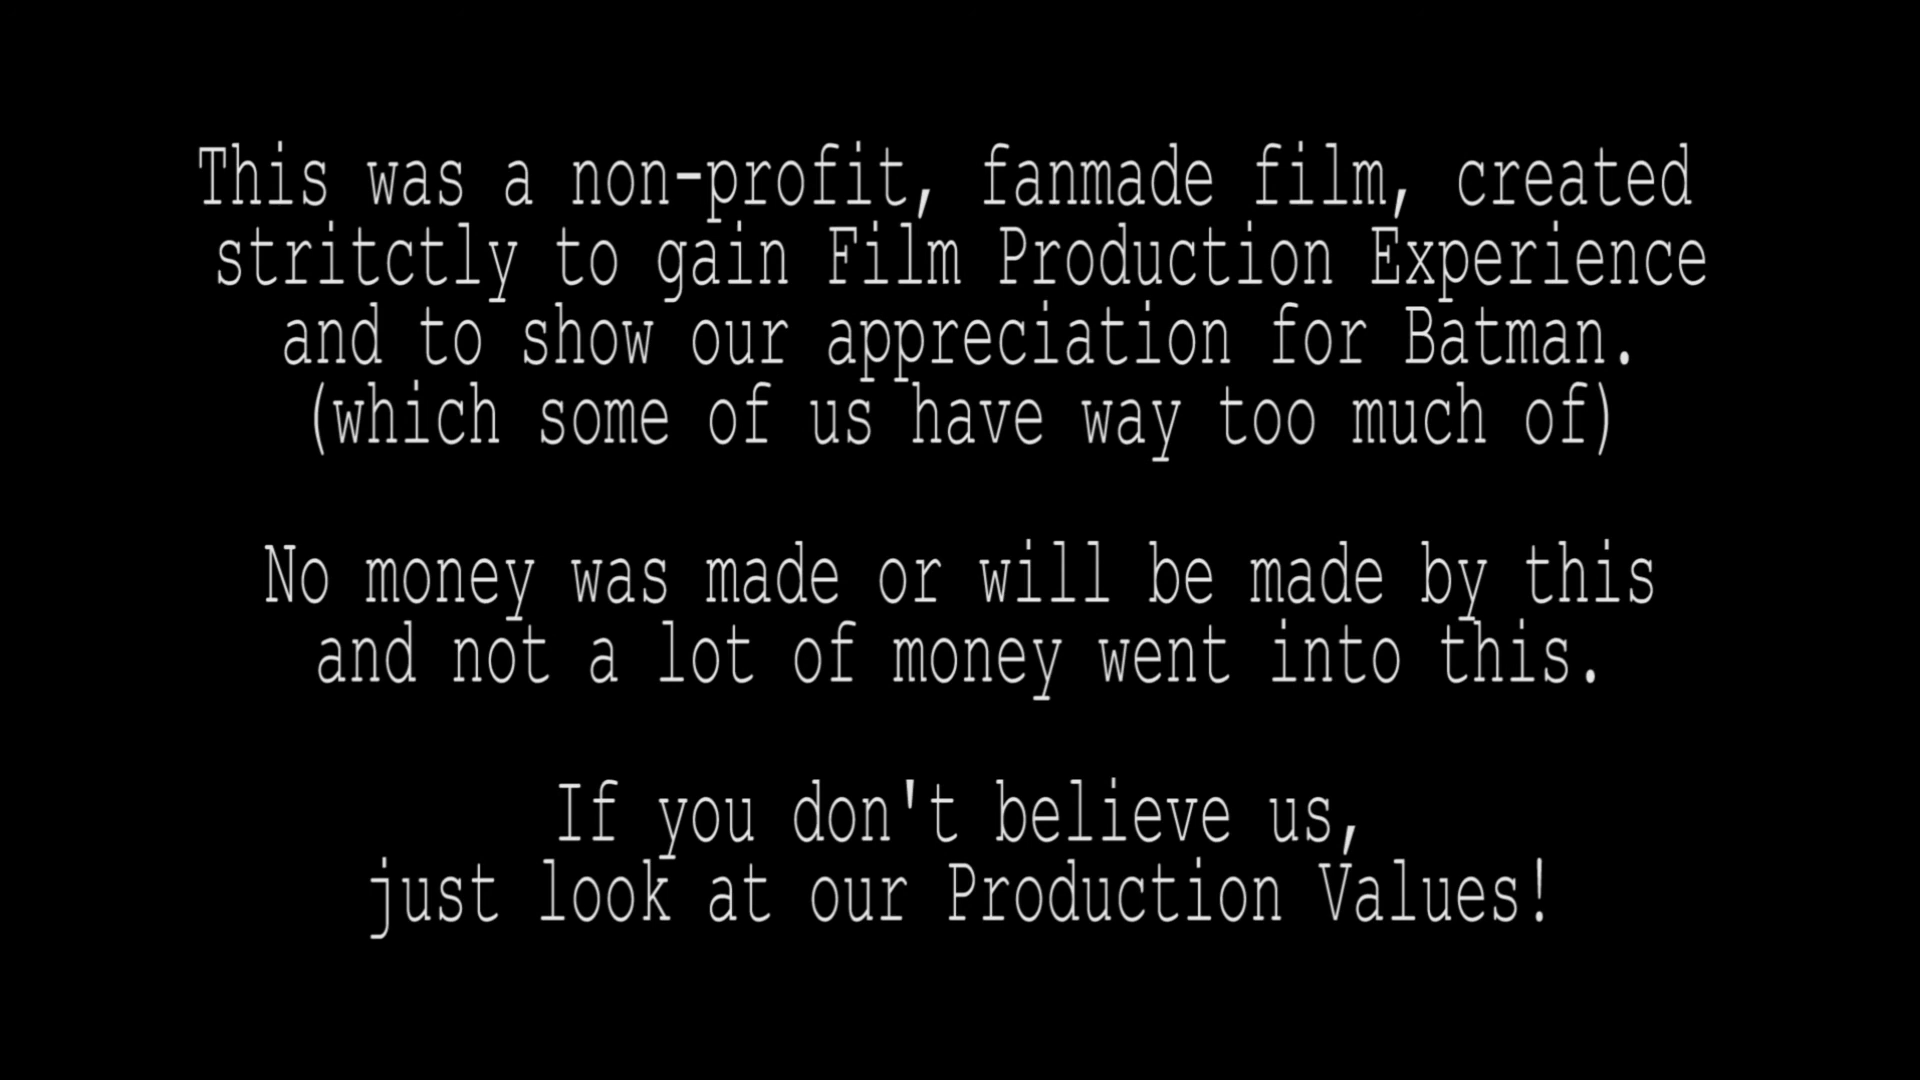 This was a non-profit, fanmade film, created
stritctly to gain Film Production Experience
and to show our appreciation for Batman.
(which some of us have way too much of)
No money was made or will be made by this
and not a lot of money went into this.
If you don't believe us,
just look at our Production Values!